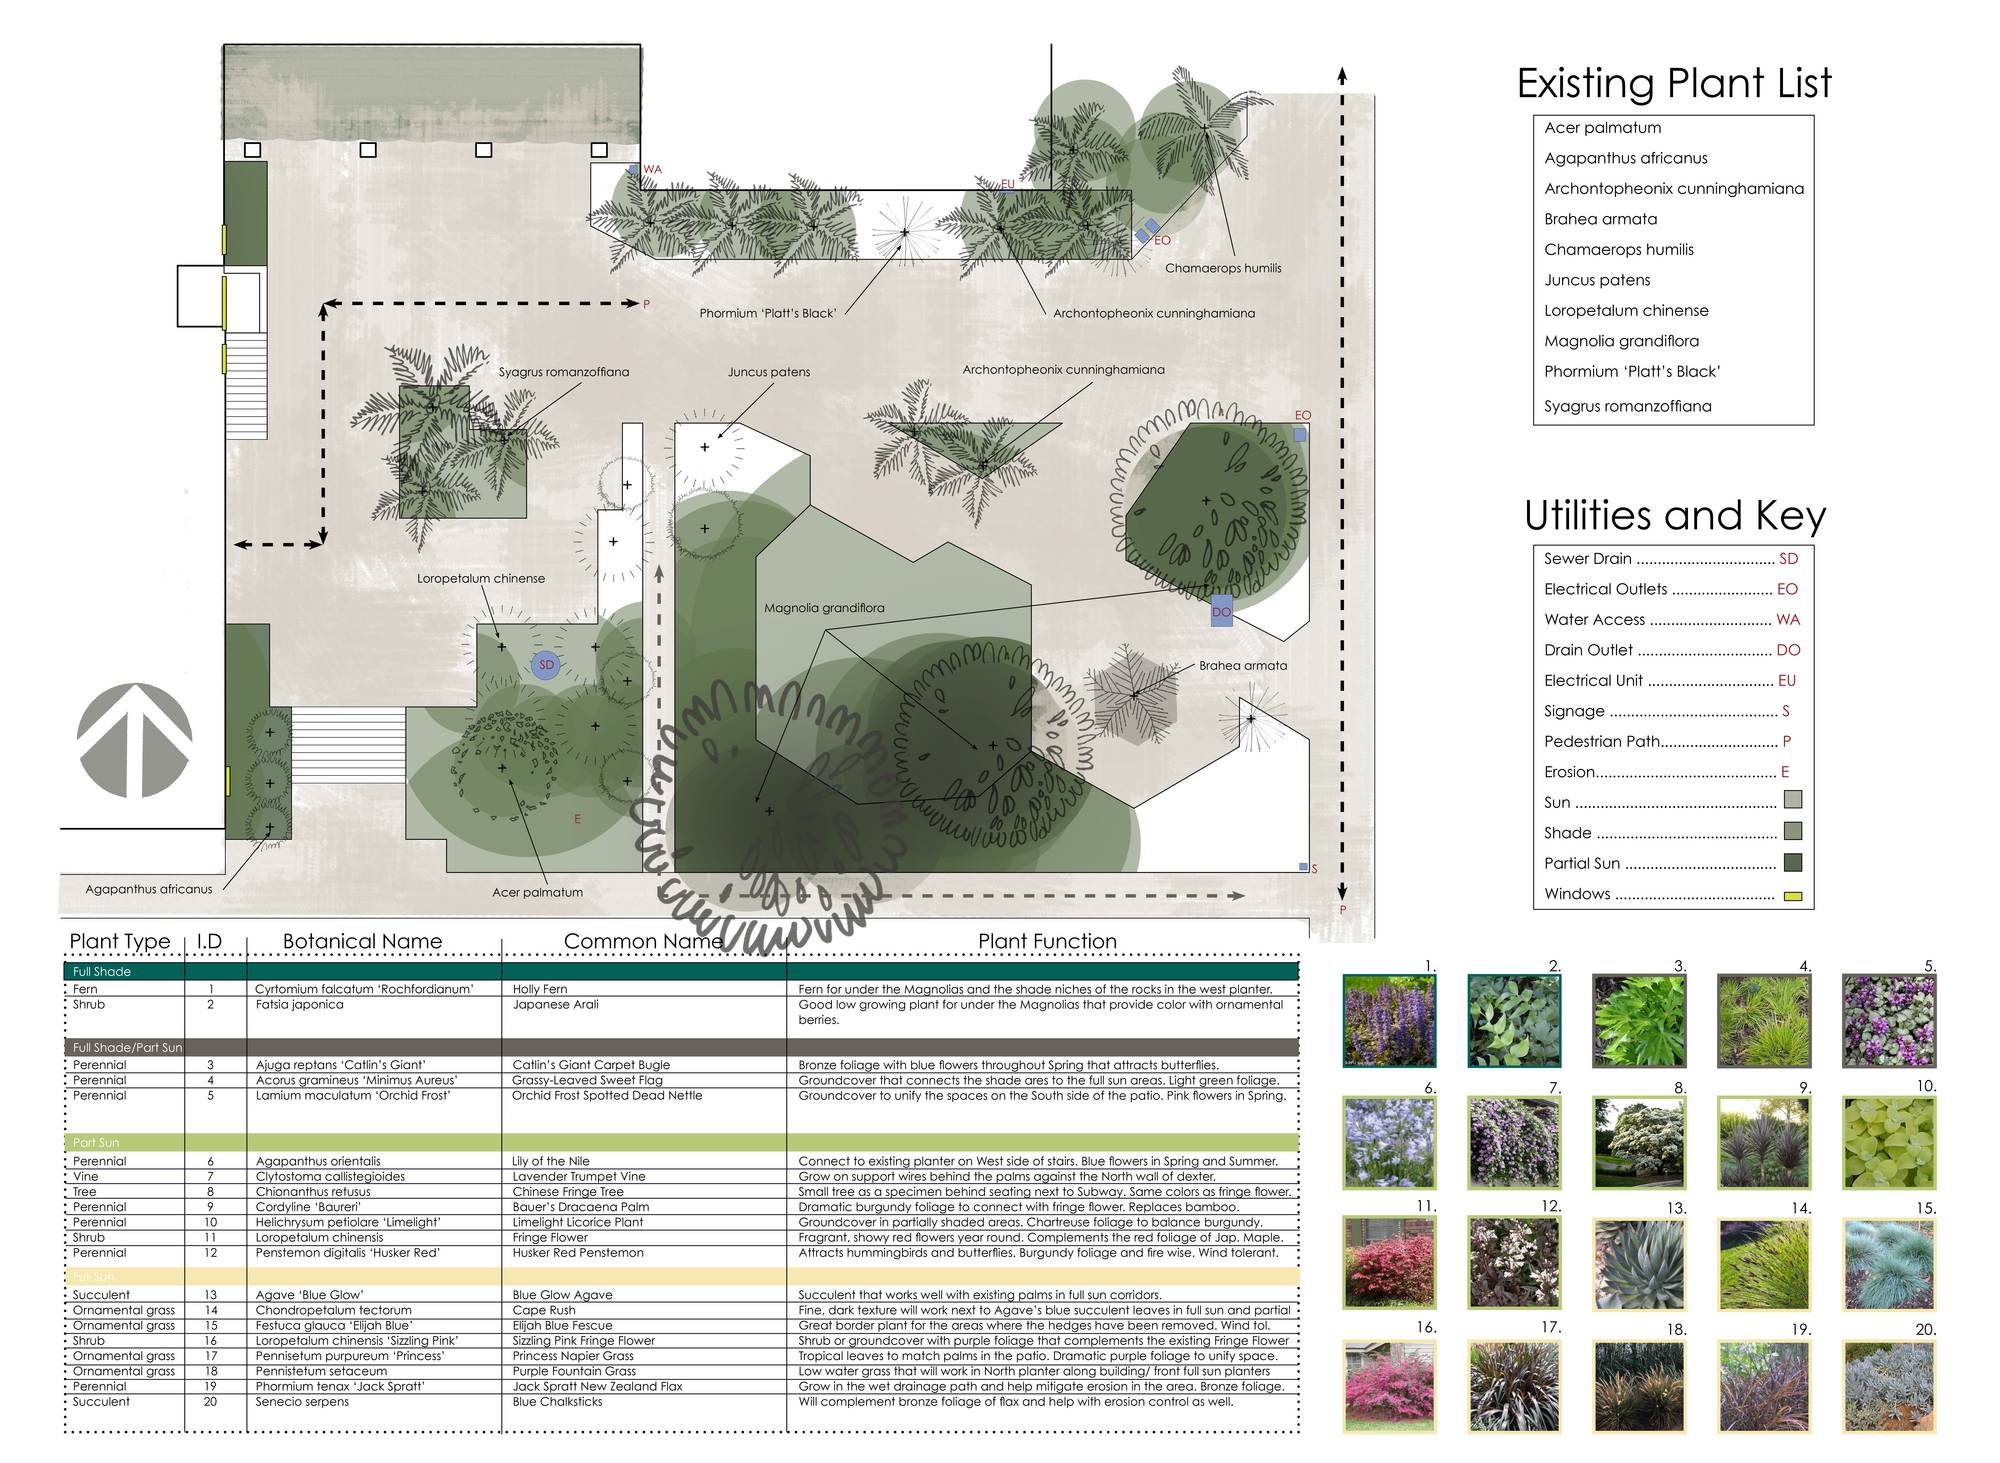 Existing Plant List
Acer palmatum
Agapanthus africanus
Archontopheonix cunninghamiana
Brahea armata
Chamaerops humilis
Juncus patens
Loropetalum chinense
Magnolia grandiflora
Phormium ‘Platt’s Black’
Syagrus romanzoffiana
Utilities and Key
Sewer Drain .................................. SD
Electrical Outlets .......................... EO
Water Access .............................. WA
Drain Outlet ................................. DO
Electrical Unit ............................... EU
Signage ......................................... S
Pedestrian Path............................. P
Erosion............................................. E
Sun ..................................................
Shade .............................................
Partial Sun ......................................
Windows .......................................
WA
EU
EO
Chamaerops humilis
Phormium ‘Platt’s Black’
Archontopheonix cunninghamiana
P
Syagrus romanzoffiana
Juncus patens
Archontopheonix cunninghamiana
EO
Loropetalum chinense
Magnolia grandiflora
DO
SD
Brahea armata
E
S
Agapanthus africanus
Acer palmatum
P
Plant Type I.D Botanical Name Common Name Plant Function
Full Shade
Fern 1 Cyrtomium falcatum ‘Rochfordianum’ Holly Fern Fern for under the Magnolias and the shade niches of the rocks in the west planter.
Shrub 2 Fatsia japonica Japanese Arali Good low growing plant for under the Magnolias that provide color with ornamental
berries.
Full Shade/Part Sun
Perennial 3 Ajuga reptans ‘Catlin’s Giant’ Catlin’s Giant Carpet Bugle Bronze foliage with blue flowers throughout Spring that attracts butterflies.
Perennial 4 Acorus gramineus ‘Minimus Aureus’ Grassy-Leaved Sweet Flag Groundcover that connects the shade ares to the full sun areas. Light green foliage.
Perennial 5 Lamium maculatum ‘Orchid Frost’ Orchid Frost Spotted Dead Nettle Groundcover to unify the spaces on the South side of the patio. Pink flowers in Spring.
Part Sun
Perennial 6 Agapanthus orientalis Lily of the Nile Connect to existing planter on West side of stairs. Blue flowers in Spring and Summer.
Vine 7 Clytostoma callistegioides Lavender Trumpet Vine Grow on support wires behind the palms against the North wall of dexter.
Tree 8 Chionanthus retusus Chinese Fringe Tree Small tree as a specimen behind seating next to Subway. Same colors as fringe flower.
Perennial 9 Cordyline ‘Baureri’ Bauer’s Dracaena Palm Dramatic burgundy foliage to connect with fringe flower. Replaces bamboo.
Perennial 10 Helichrysum petiolare ‘Limelight’ Limelight Licorice Plant Groundcover in partially shaded areas. Chartreuse foliage to balance burgundy.
Shrub 11 Loropetalum chinensis Fringe Flower Fragrant, showy red flowers year round. Complements the red foliage of Jap. Maple.
Perennial 12 Penstemon digitalis ‘Husker Red’ Husker Red Penstemon Attracts hummingbirds and butterflies. Burgundy foliage and fire wise. Wind tolerant.
Full Sun
Succulent 13 Agave ‘Blue Glow’ Blue Glow Agave Succulent that works well with existing palms in full sun corridors.
Ornamental grass 14 Chondropetalum tectorum Cape Rush Fine, dark texture will work next to Agave’s blue succulent leaves in full sun and partial
Ornamental grass 15 Festuca glauca ‘Elijah Blue’ Elijah Blue Fescue Great border plant for the areas where the hedges have been removed. Wind tol.
Shrub 16 Loropetalum chinensis ‘Sizzling Pink’ Sizzling Pink Fringe Flower Shrub or groundcover with purple foliage that complements the existing Fringe Flower
Ornamental grass 17 Pennisetum purpureum ‘Princess’ Princess Napier Grass Tropical leaves to match palms in the patio. Dramatic purple foliage to unify space.
Ornamental grass 18 Pennistetum setaceum Purple Fountain Grass Low water grass that will work in North planter along building/ front full sun planters
Perennial 19 Phormium tenax ‘Jack Spratt’ Jack Spratt New Zealand Flax Grow in the wet drainage path and help mitigate erosion in the area. Bronze foliage.
Succulent 20 Senecio serpens Blue Chalksticks Will complement bronze foliage of flax and help with erosion control as well.
1. 2. 3. 4. 5.
6. 7. 8. 9. 10.
11. 12. 13. 14. 15.
16. 17. 18. 19. 20.